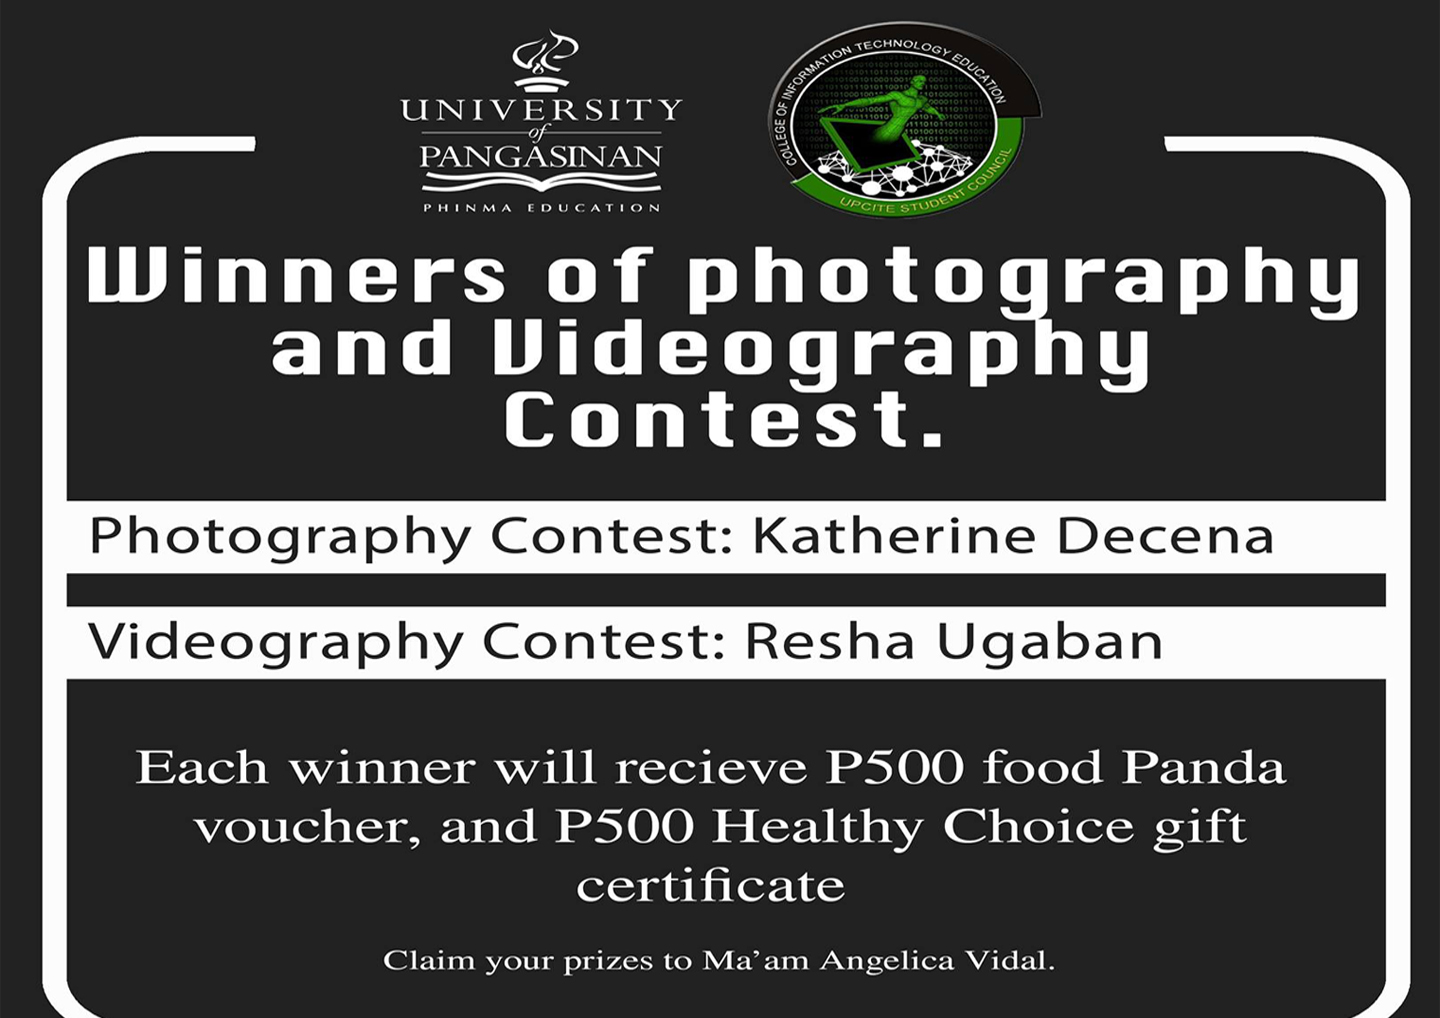 UNIVERSITY
of
PANGASINAN
PHINMA EDUCATION
COLLEGE OF INFORMATION TECHNOLOGY EDUCATION
UPCITE STUDENT COUNCIL
Winners of photography
and Videography
Contest.
Photography Contest: Katherine Decena
Videography Contest: Resha Ugaban
Each winner will recieve P500 food Panda
voucher, and P500 Healthy Choice gift
certificate
Claim your prizes to Ma'am Angelica Vidal.